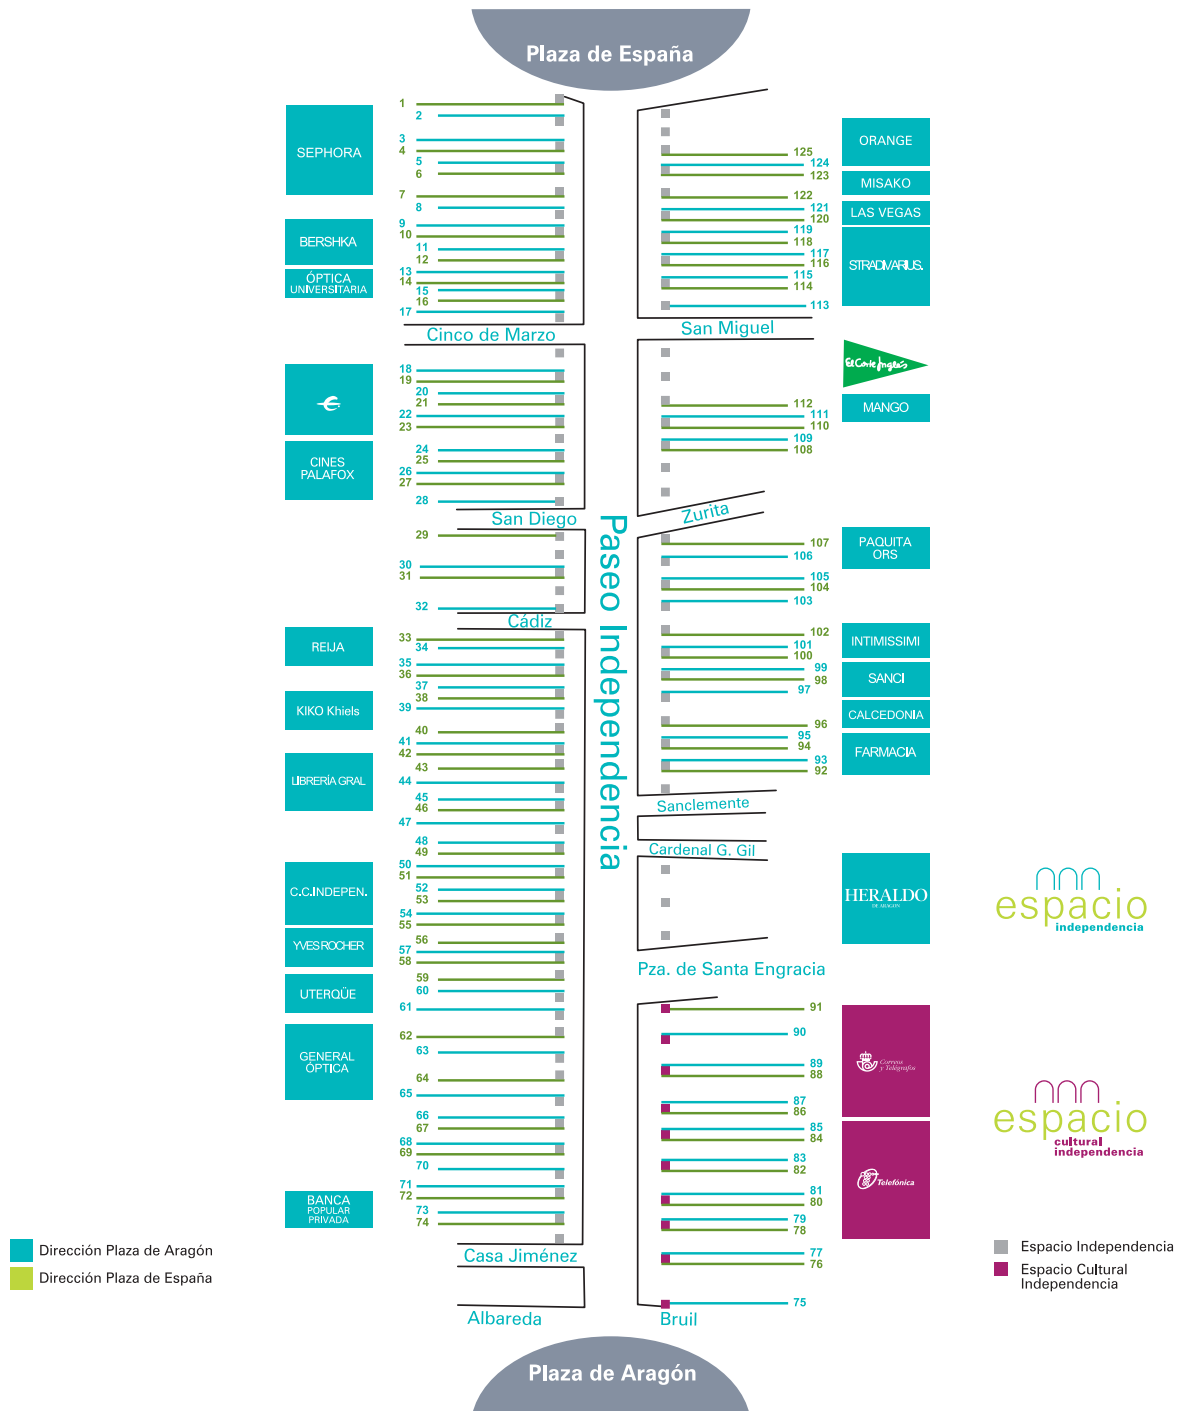 Plaza de España
1
2
3
4
5
6
7
8
9
10
11
12
13
14
15
16
17
SEPHORA
BERSHKA
ÓPTICA
UNIVERSITARIA
Cinco de Marzo
125
124
123
122
121
120
119
118
117
116
115
114
113
ORANGE
MISAKO
LAS VEGAS
STRADIVARIUS.
San Miguel
18
19
20
21
22
23
24
25
26
27
28
CINES
PALAFOX
San Diego
El Corte Inglés
112
111
110
109
108
MANGO
Zurita
Paseo Independencia
29
30
31
32
Cádiz
107
106
105
104
103
102
101
100
99
98
97
96
95
94
93
92
PAQUITA
ORS
INTIMISSIMI
SANCI
CALCEDONIA
FARMACIA
Sanclemente
Cardenal G. Gil
33
34
35
36
37
38
39
40
41
42
43
44
45
46
47
48
49
50
51
52
53
54
55
56
57
58
59
60
61
62
63
64
65
66
67
68
69
70
71
72
73
74
REIJA
KIKO Khiels
LIBRERÍA GRAL
C.C.INDEPEN.
YVES ROCHER
UTERQÜE
GENERAL
ÓPTICA
BANCA
POPULAR
PRIVADA
Casa Jiménez
Albareda
HERALDO
DE ARAGON
Pza. de Santa Engracia
91
90
89
88
87
86
85
84
83
82
81
80
79
78
77
76
75
Correos
y Telégrafos
Telefónica
Bruil
espacio
independencia
espacio
cultural
independencia
Dirección Plaza de Aragón
Dirección Plaza de España
Espacio Independencia
Espacio Cultural
Independencia
Plaza de Aragón